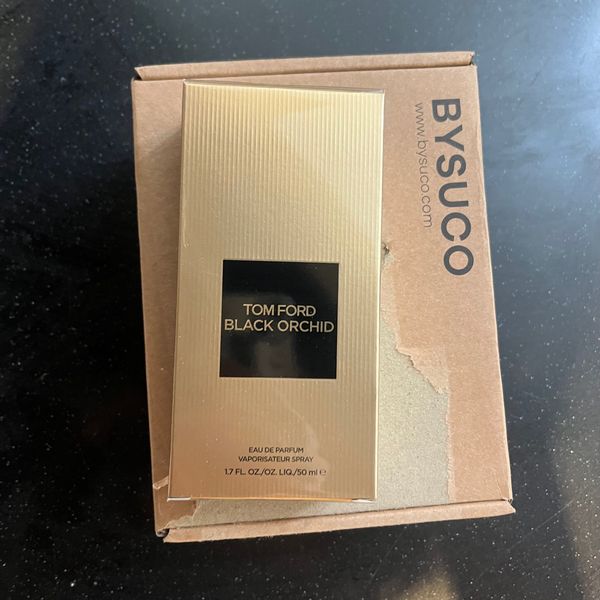 TOM FORD
BLACK ORCHID
EAU DE PARFUM
VAPORISATEUR SPRAY
1.7 FL. OZ./OZ. LIQ./50 ml ℮
BYSUCO
www.bysuco.com